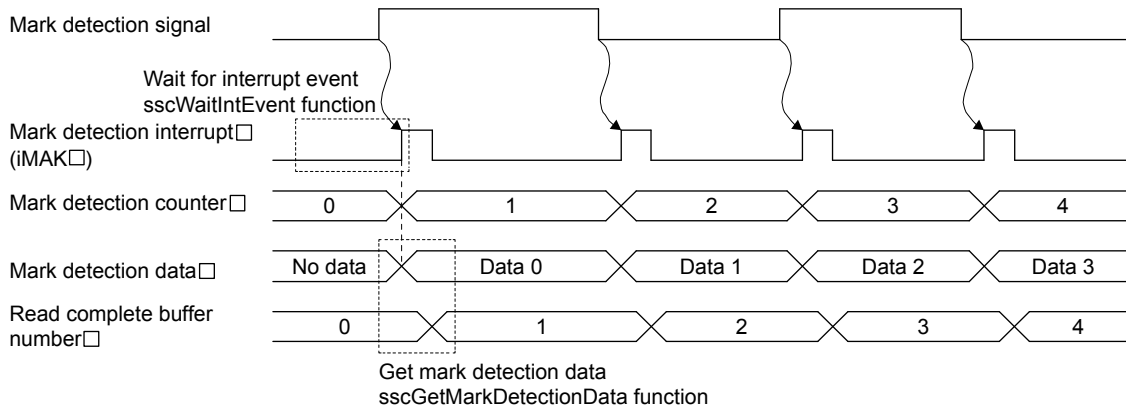 Mark detection signal
Wait for interrupt event
sscWaitIntEvent function
Mark detection interrupt□
(iMAK□)
Mark detection counter□
0 1 2 3 4
Mark detection data□
No data Data 0 Data 1 Data 2 Data 3
Read complete buffer
number□
0 1 2 3 4
Get mark detection data
sscGetMarkDetectionData function